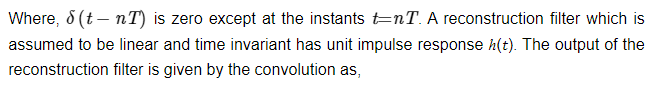 Where, δ(t − nT) is zero except at the instants t=nT. A reconstruction filter which is
assumed to be linear and time invariant has unit impulse response h(t). The output of the
reconstruction filter is given by the convolution as,